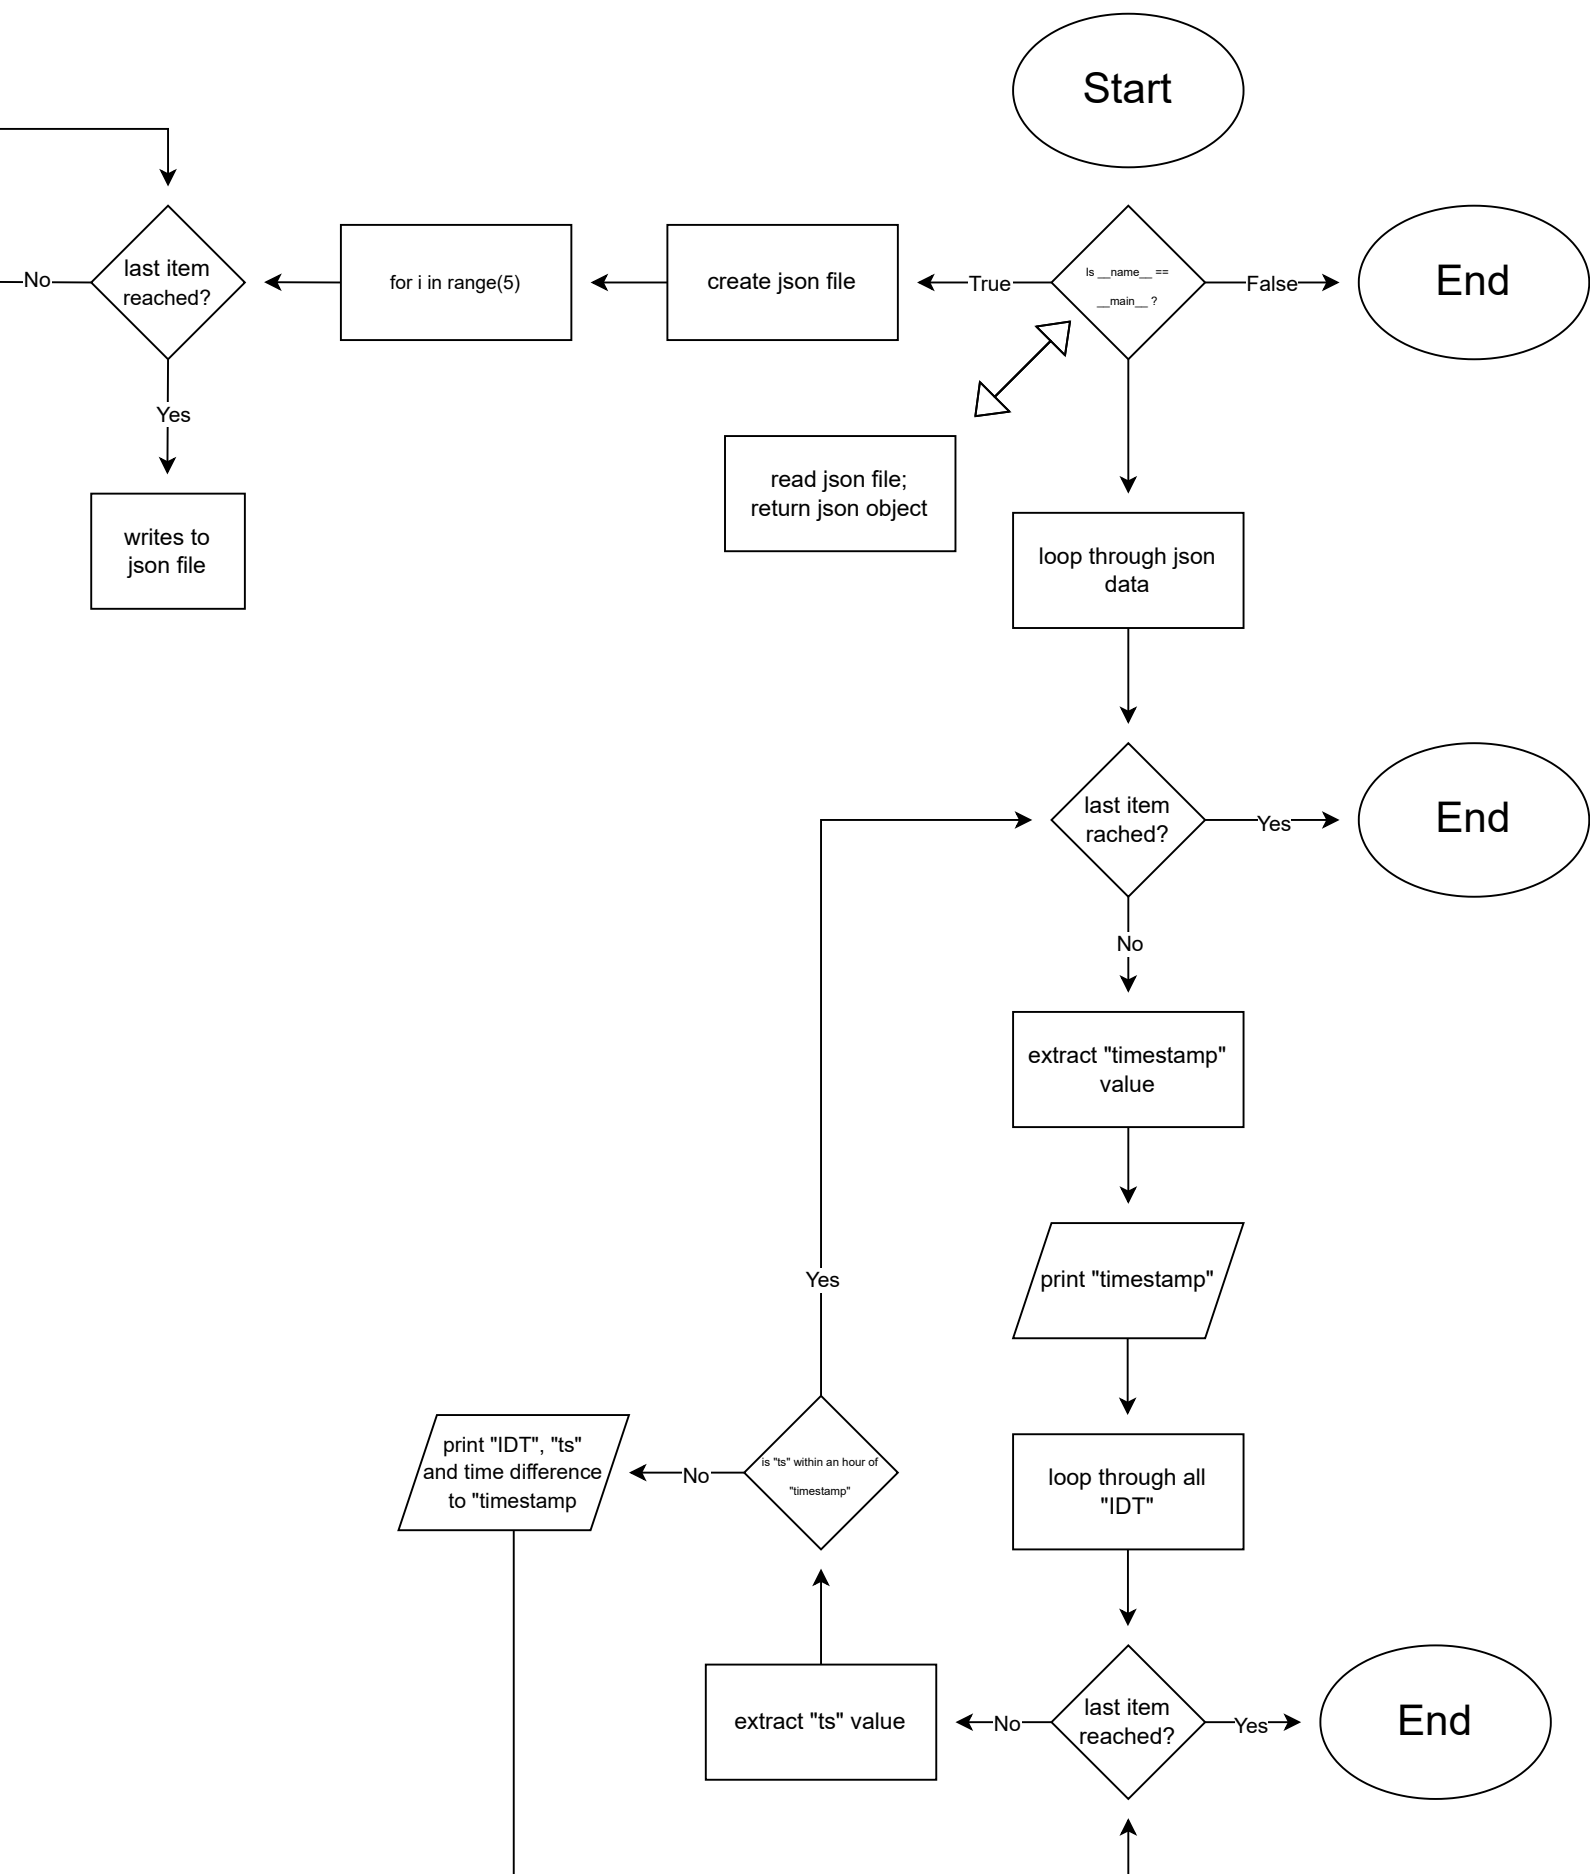 Start
last item
reached?
No
Yes
writes to
json file
for i in range(5)
create json file
True
Is __name__ ==
__main__ ?
False
End
read json file;
return json object
loop through json
data
last item
rached?
Yes
End
No
extract "timestamp"
value
print "timestamp"
loop through all
"IDT"
last item
reached?
Yes
End
No
extract "ts" value
is "ts" within an hour of
"timestamp"
Yes
No
print "IDT", "ts"
and time difference
to "timestamp